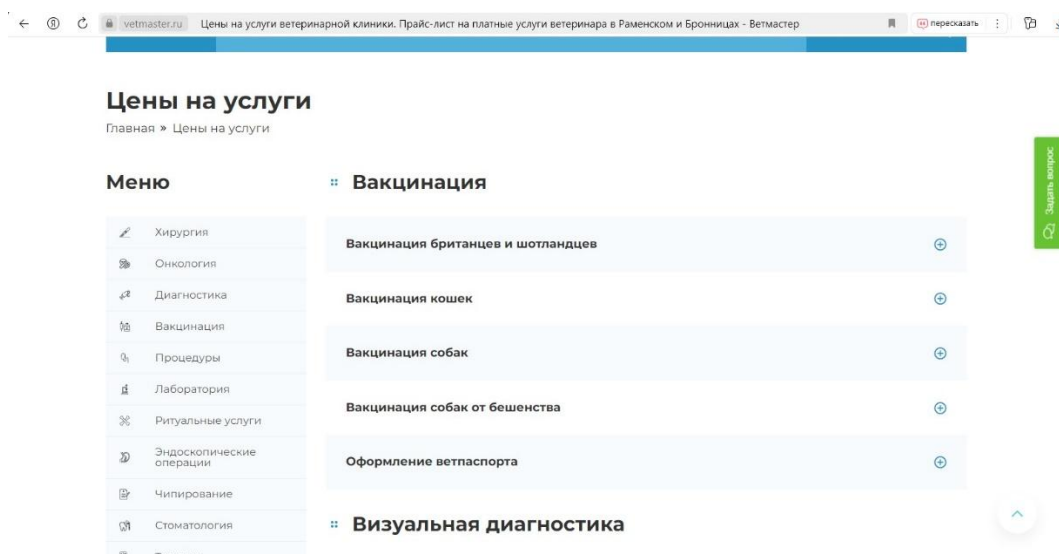 vetmaster.ru Цены на услуги ветеринарной клиники. Прайс-лист на платные услуги ветеринара в Раменском и Бронницах - Ветмастер пересказать
Цены на услуги
Главная » Цены на услуги
Задать вопрос
Меню
Хирургия
Онкология
Диагностика
Вакцинация
Процедуры
Лаборатория
Ритуальные услуги
Эндоскопические
операции
Чипирование
Стоматология
Вакцинация
Вакцинация британцев и шотландцев
Вакцинация кошек
Вакцинация собак
Вакцинация собак от бешенства
Оформление ветпаспорта
Визуальная диагностика